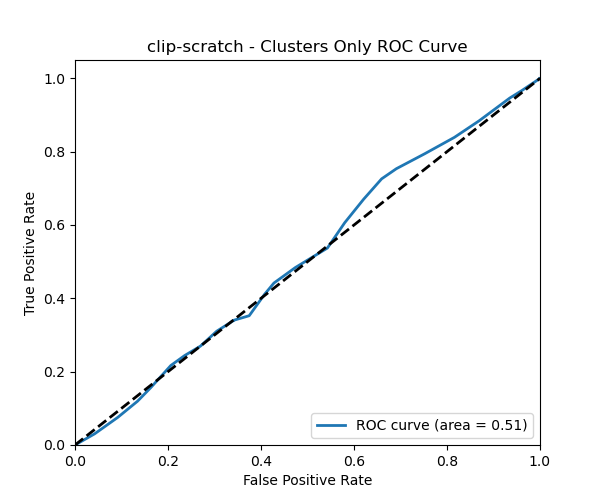 clip-scratch - Clusters Only ROC Curve
True Positive Rate
1.0
0.8
0.6
0.4
0.2
0.0
ROC curve (area = 0.51)
0.0 0.2 0.4 0.6 0.8 1.0
False Positive Rate